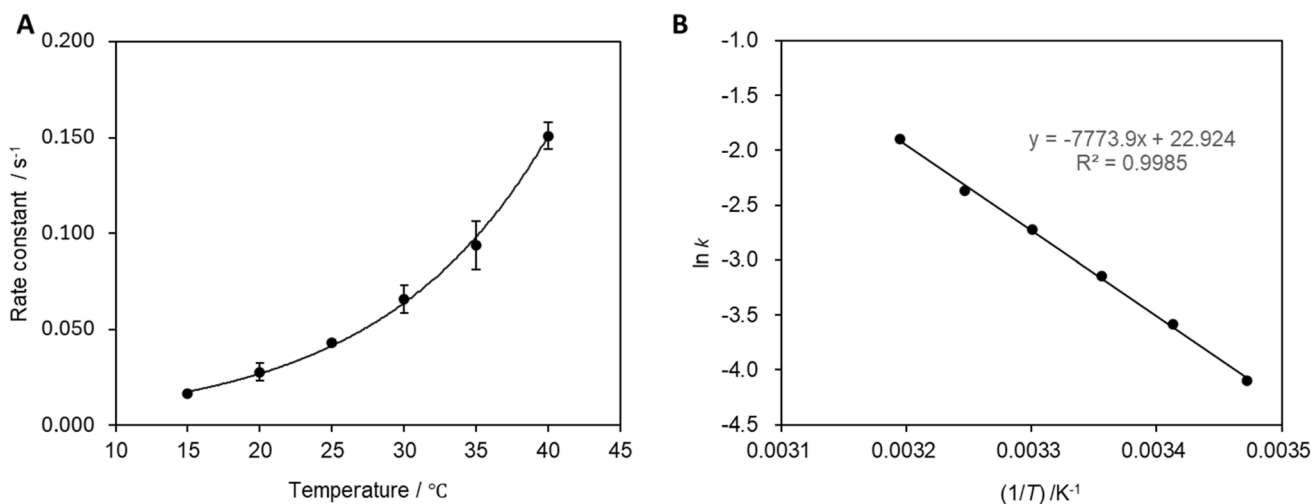 A
Rate constant / s⁻¹
0.200
0.150
0.100
0.050
0.000
10 15 20 25 30 35 40 45
Temperature / °C
B
ln k
-1.0
-1.5
-2.0
-2.5
-3.0
-3.5
-4.0
-4.5
y = -7773.9x + 22.924
R² = 0.9985
0.0031 0.0032 0.0033 0.0034 0.0035
(1/T) /K⁻¹